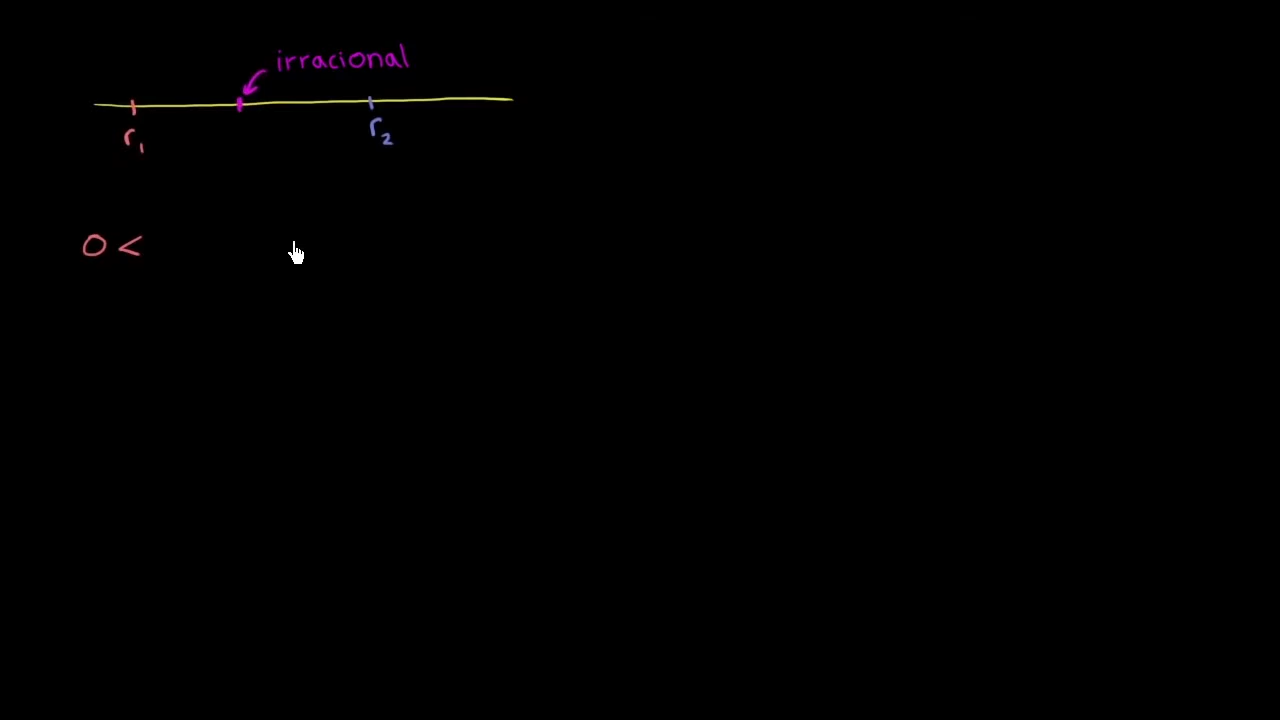 irracional
r₁ r₂
0 <